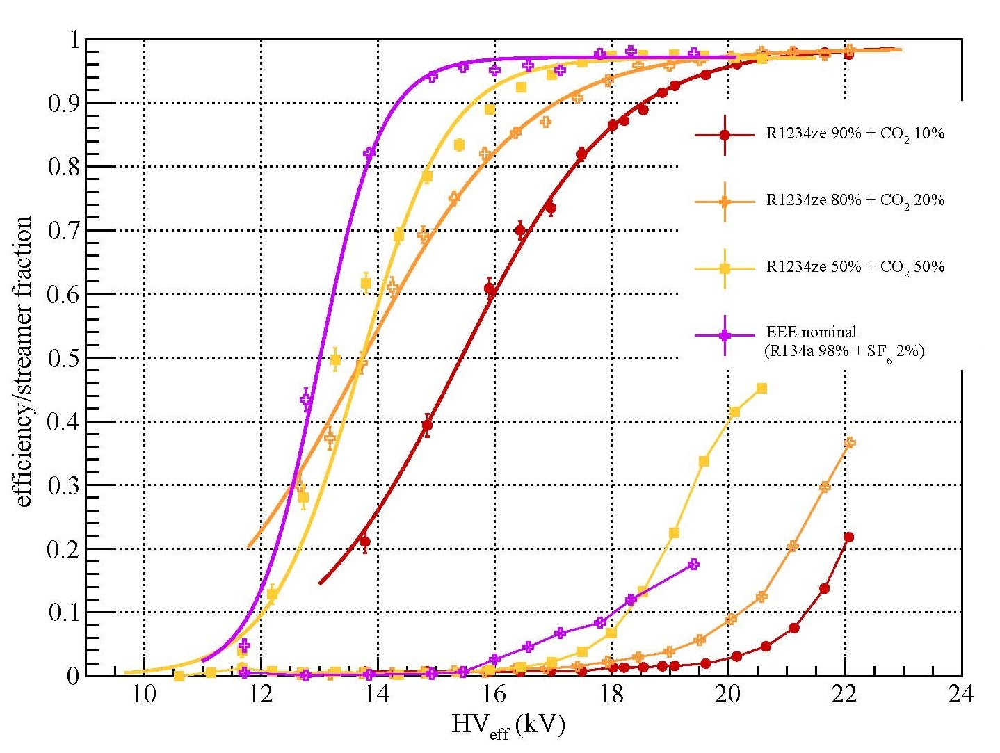 efficiency/streamer fraction
1
0.9
0.8
0.7
0.6
0.5
0.4
0.3
0.2
0.1
0
10 12 14 16 18 20 22 24
HVeff (kV)
R1234ze 90% + CO2 10%
R1234ze 80% + CO2 20%
R1234ze 50% + CO2 50%
EEE nominal
(R134a 98% + SF6 2%)